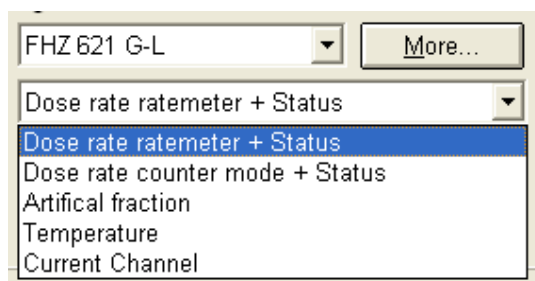 FHZ 621 G-L
More...
Dose rate ratemeter + Status
Dose rate ratemeter + Status
Dose rate counter mode + Status
Artifical fraction
Temperature
Current Channel